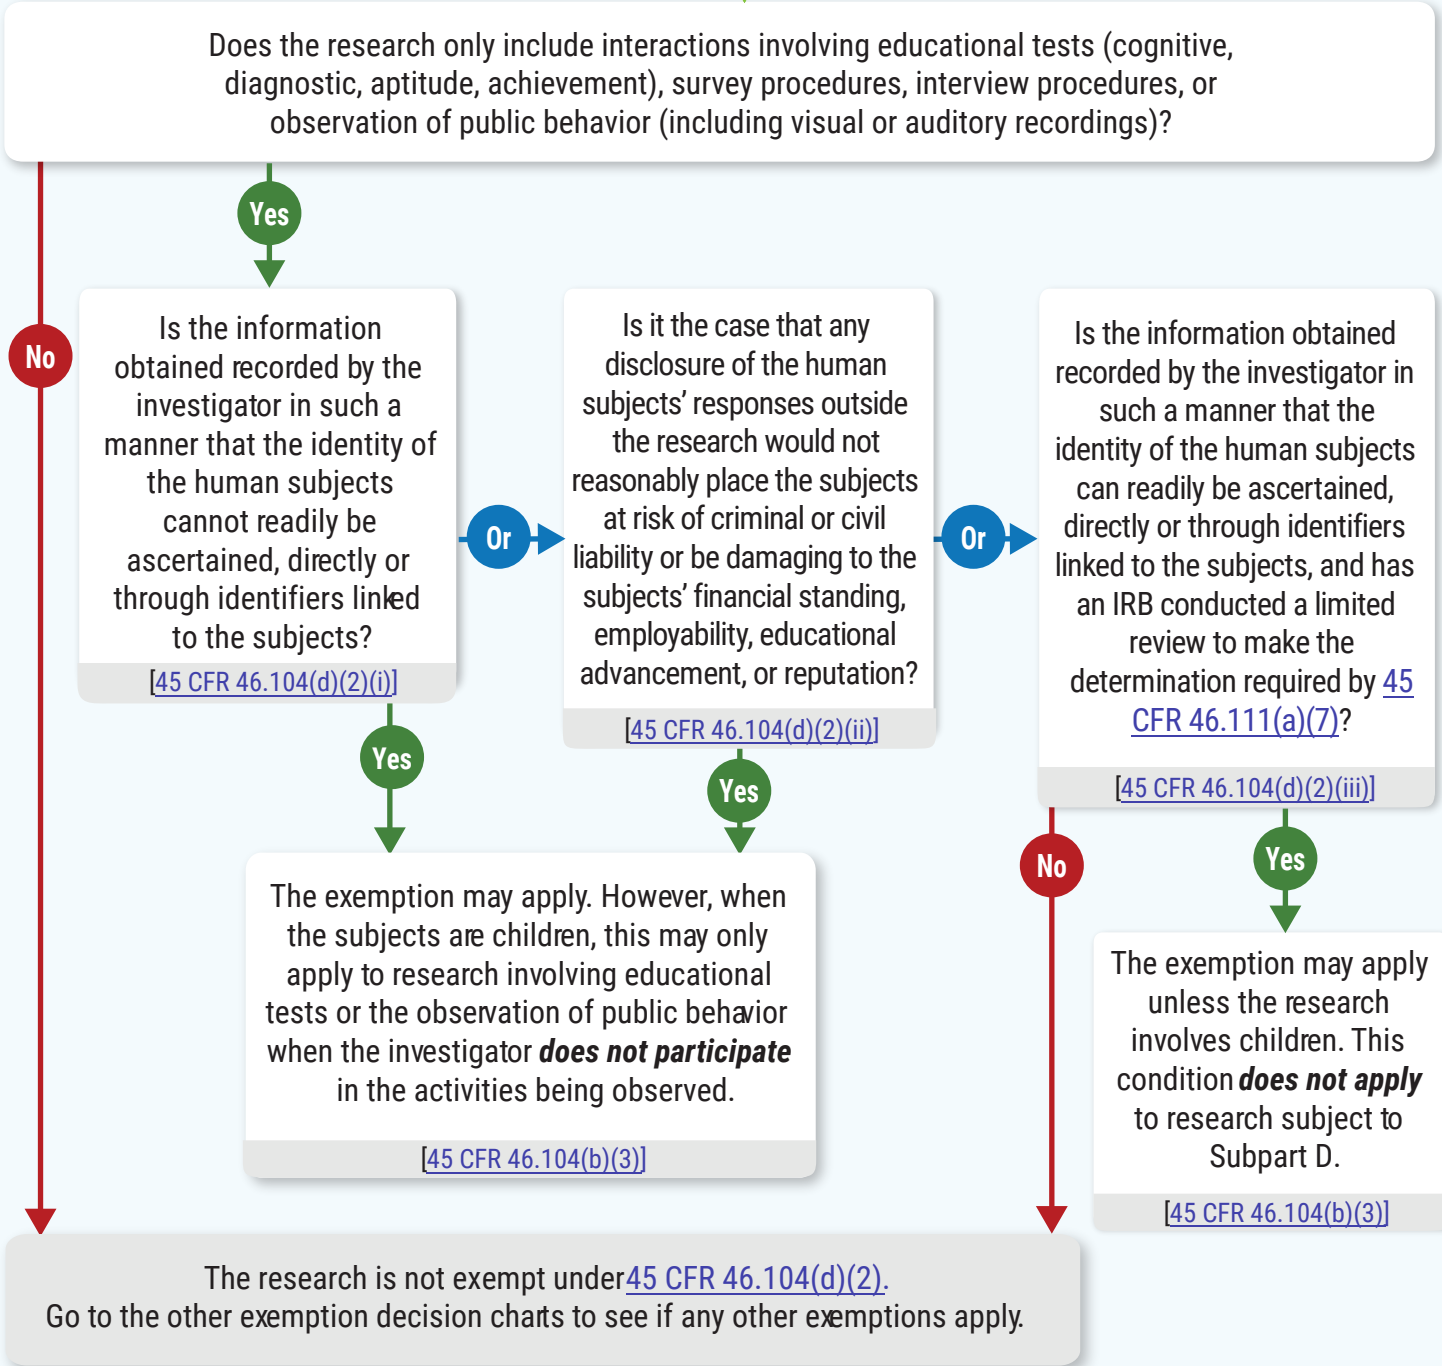 Does the research only include interactions involving educational tests (cognitive,
diagnostic, aptitude, achievement), survey procedures, interview procedures, or
observation of public behavior (including visual or auditory recordings)?
Yes
No
Is the information
obtained recorded by the
investigator in such a
manner that the identity of
the human subjects
cannot readily be
ascertained, directly or
through identifiers linked
to the subjects?
[45 CFR 46.104(d)(2)(i)]
Or
Is it the case that any
disclosure of the human
subjects’ responses outside
the research would not
reasonably place the subjects
at risk of criminal or civil
liability or be damaging to the
subjects’ financial standing,
employability, educational
advancement, or reputation?
[45 CFR 46.104(d)(2)(ii)]
Or
Is the information obtained
recorded by the investigator in
such a manner that the
identity of the human subjects
can readily be ascertained,
directly or through identifiers
linked to the subjects, and has
an IRB conducted a limited
review to make the
determination required by 45
CFR 46.111(a)(7)?
[45 CFR 46.104(d)(2)(iii)]
Yes
Yes
No
Yes
The exemption may apply. However, when
the subjects are children, this may only
apply to research involving educational
tests or the observation of public behavior
when the investigator does not participate
in the activities being observed.
[45 CFR 46.104(b)(3)]
The exemption may apply
unless the research
involves children. This
condition does not apply
to research subject to
Subpart D.
[45 CFR 46.104(b)(3)]
The research is not exempt under 45 CFR 46.104(d)(2).
Go to the other exemption decision charts to see if any other exemptions apply.